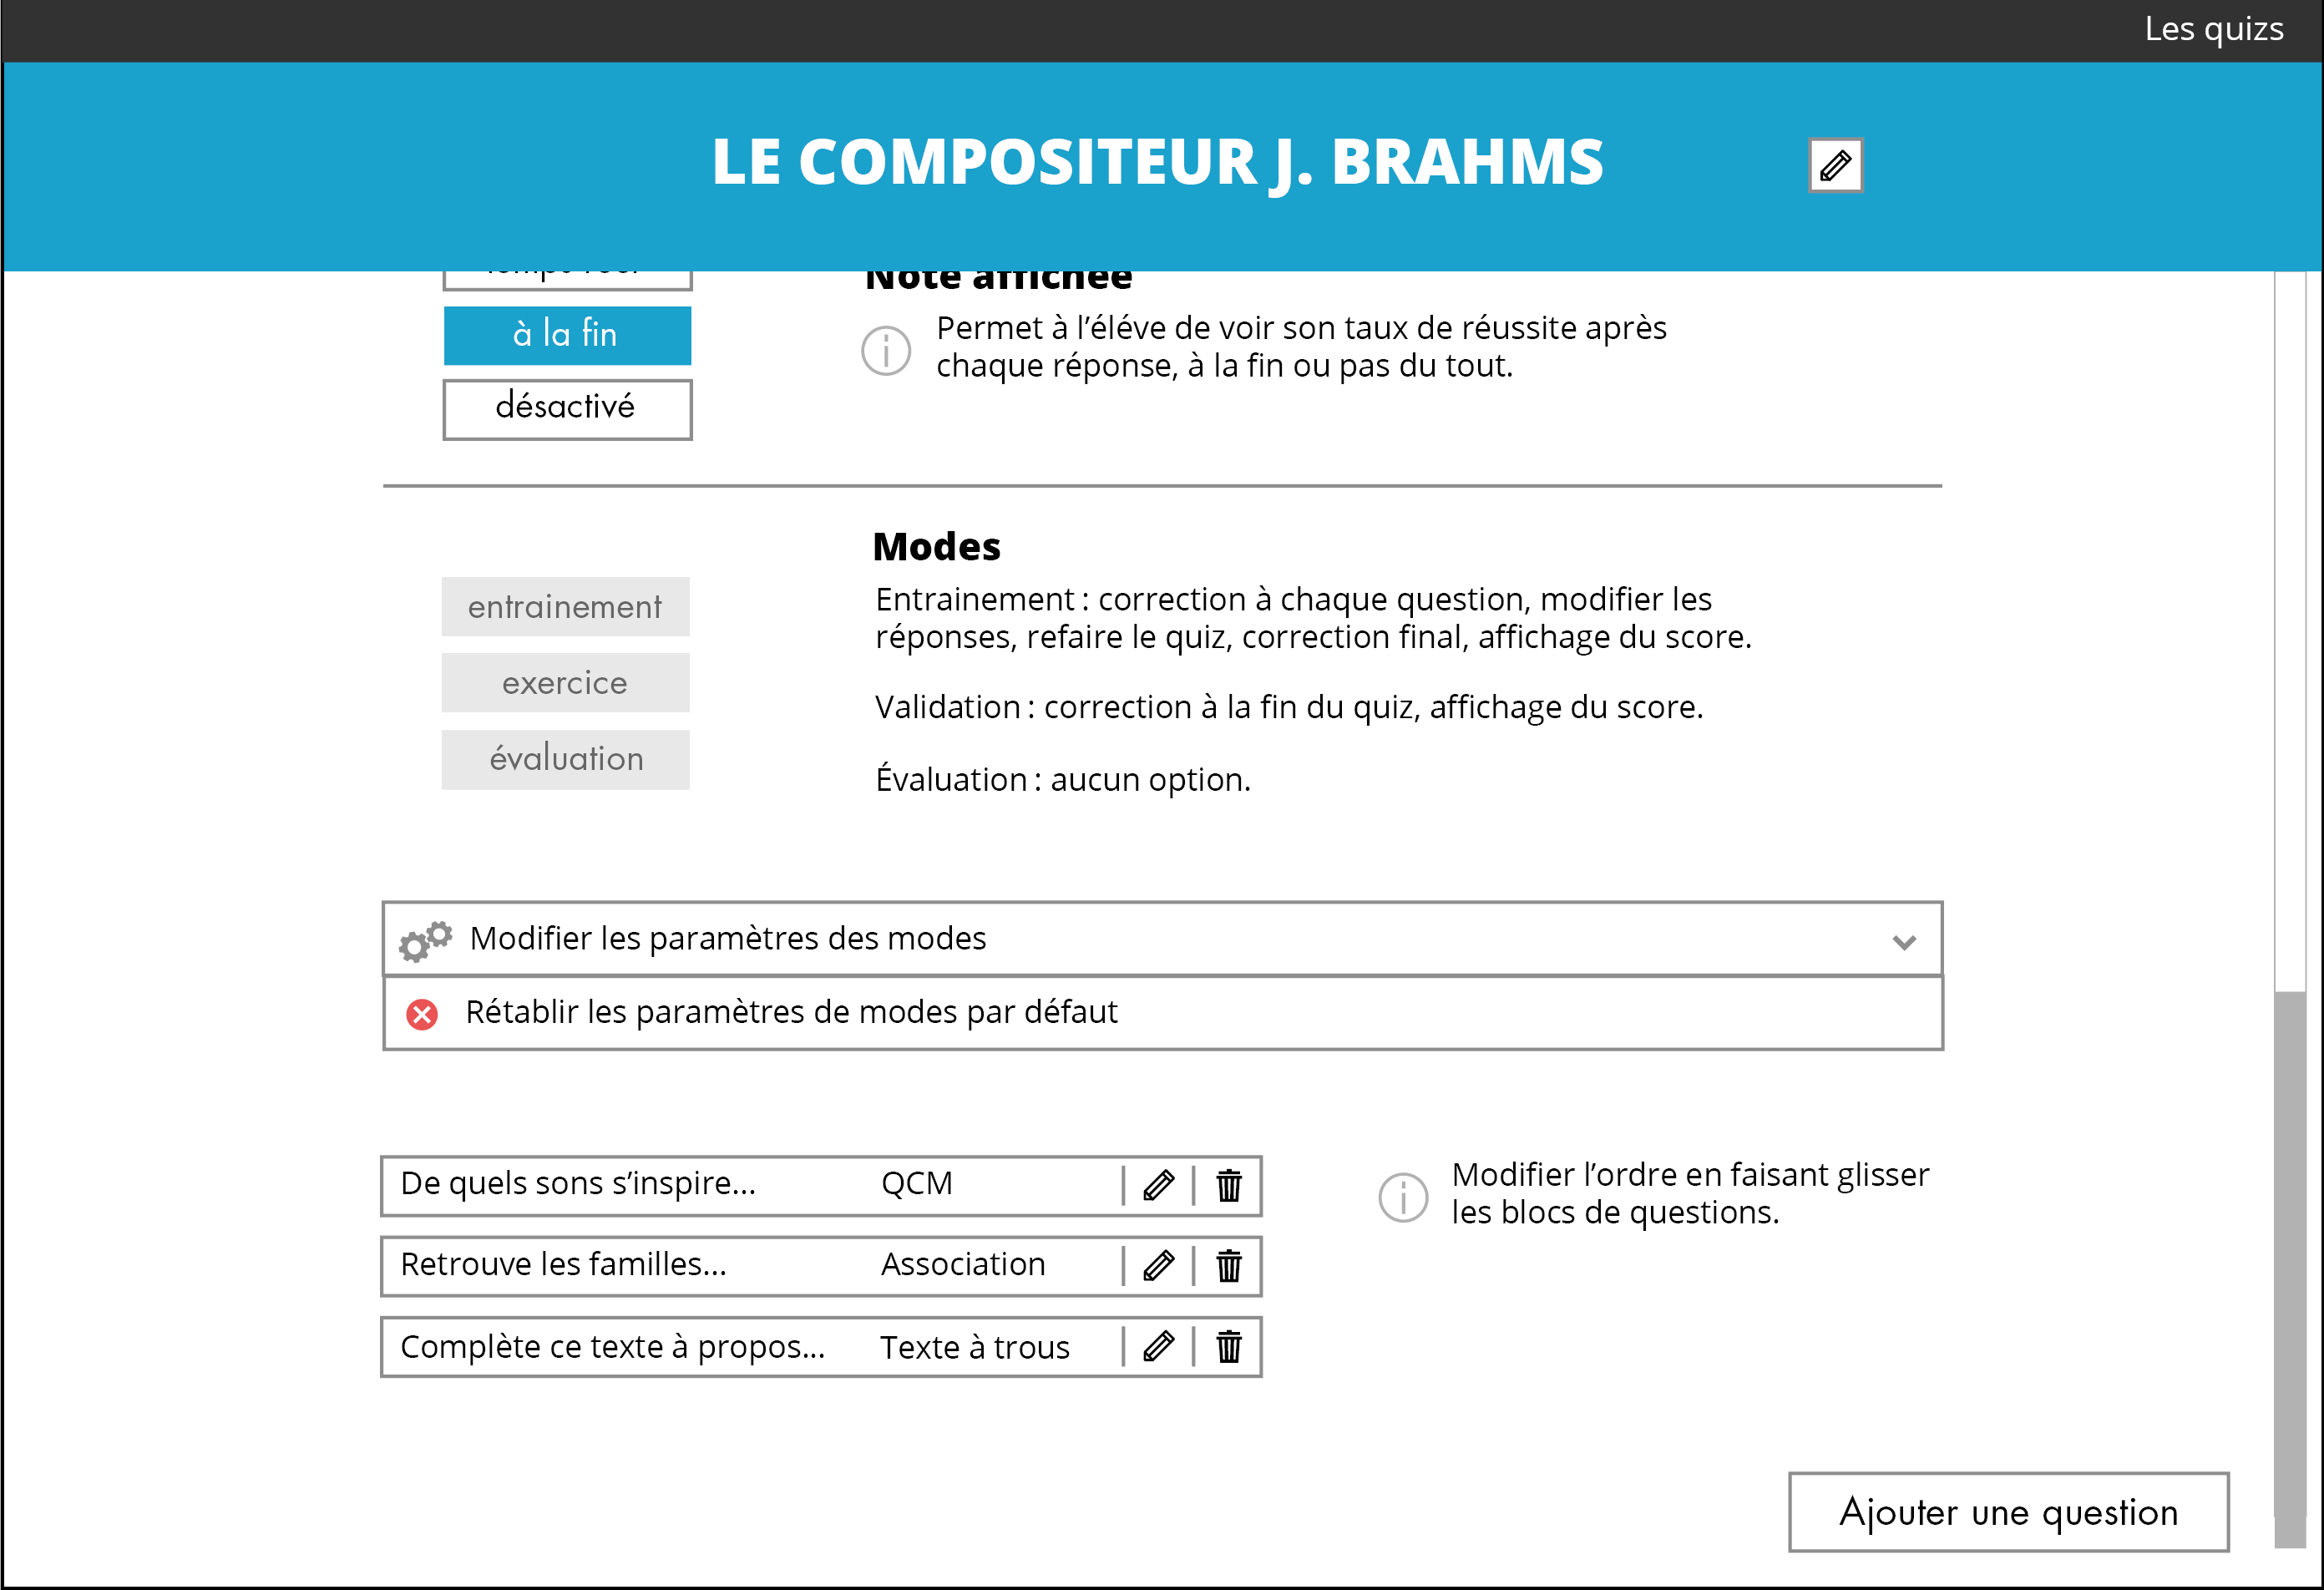 Les quizs
LE COMPOSITEUR J. BRAHMS
Note affichée
à la fin
Permet à l’éléve de voir son taux de réussite après
chaque réponse, à la fin ou pas du tout.
désactivé
Modes
entrainement
Entrainement : correction à chaque question, modifier les
réponses, refaire le quiz, correction final, affichage du score.
exercice
Validation : correction à la fin du quiz, affichage du score.
évaluation
Évaluation : aucun option.
Modifier les paramètres des modes
Rétablir les paramètres de modes par défaut
De quels sons s’inspire... QCM
Modifier l’ordre en faisant glisser
les blocs de questions.
Retrouve les familles... Association
Complète ce texte à propos... Texte à trous
Ajouter une question